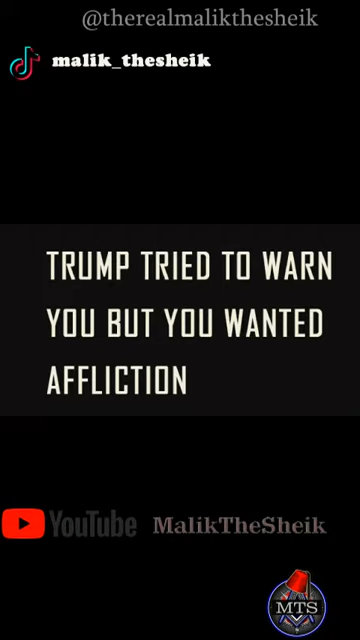 @therealmalikthesheik
malik_thesheik
TRUMP TRIED TO WARN
YOU BUT YOU WANTED
AFFLICTION
YouTube MalikTheSheik
MTS